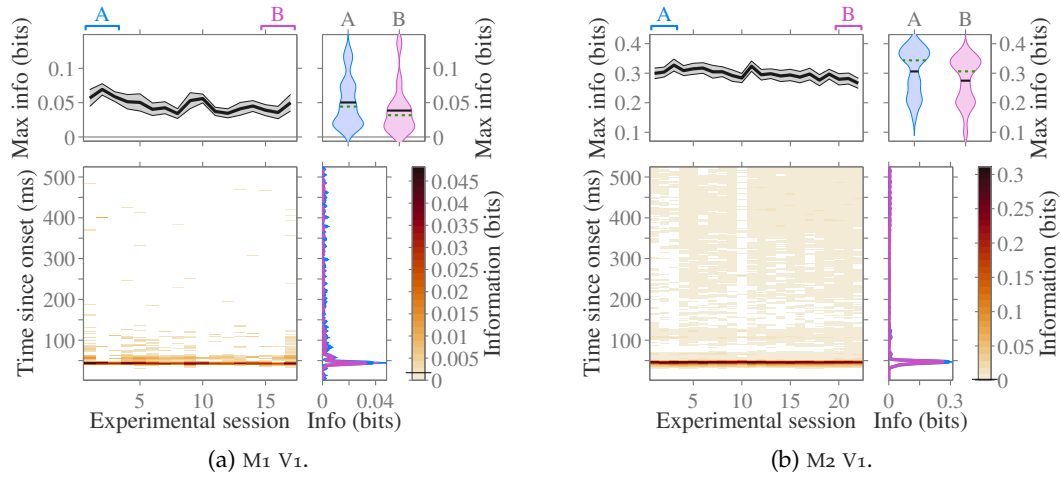 A B A B
Max info (bits)
0.1
0.05
0
Max info (bits)
0.1
0.05
0
Time since onset (ms)
500
400
300
200
100
5 10 15
Experimental session
0 0.04
Info (bits)
0.045
0.04
0.035
0.03
0.025
0.02
0.015
0.01
0.005
0
Information (bits)
(a) M1 V1.
A B A B
Max info (bits)
0.4
0.3
0.2
0.1
Max info (bits)
0.4
0.3
0.2
0.1
Time since onset (ms)
500
400
300
200
100
5 10 15 20
Experimental session
0 0.3
Info (bits)
0.3
0.25
0.2
0.15
0.1
0.05
0
Information (bits)
(b) M2 V1.